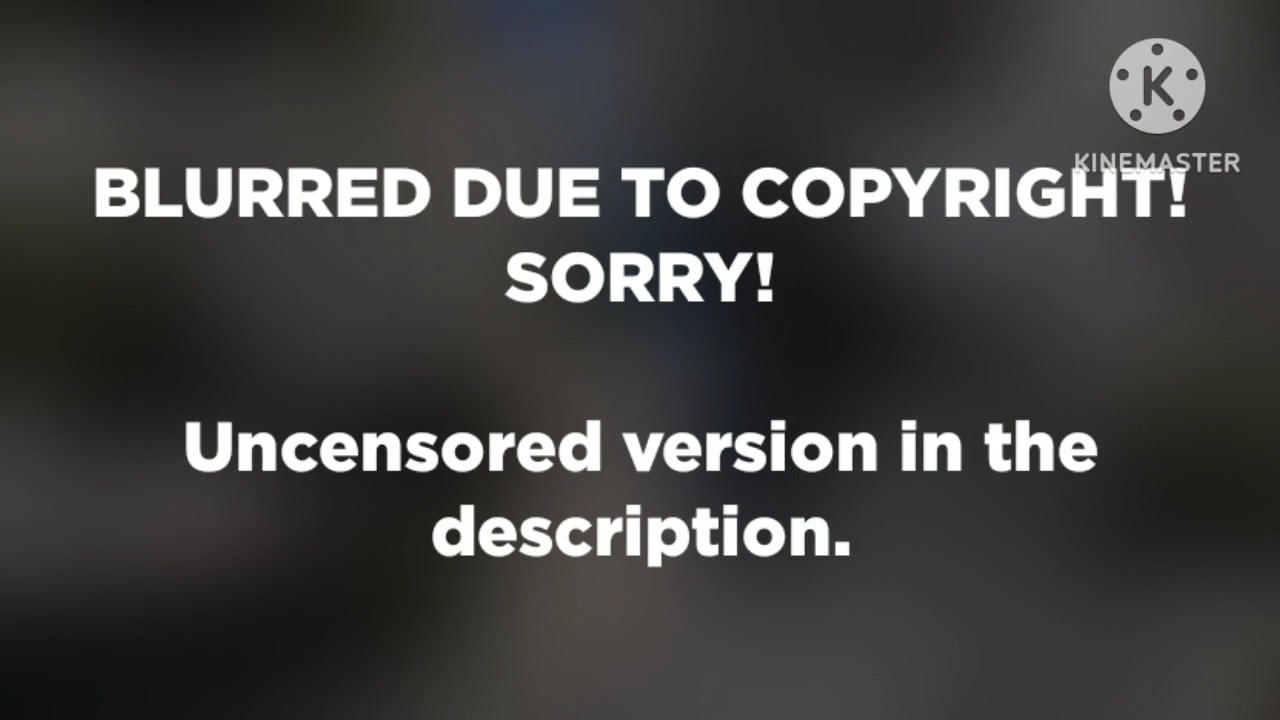 K
KINEMASTER
BLURRED DUE TO COPYRIGHT!
SORRY!
Uncensored version in the
description.